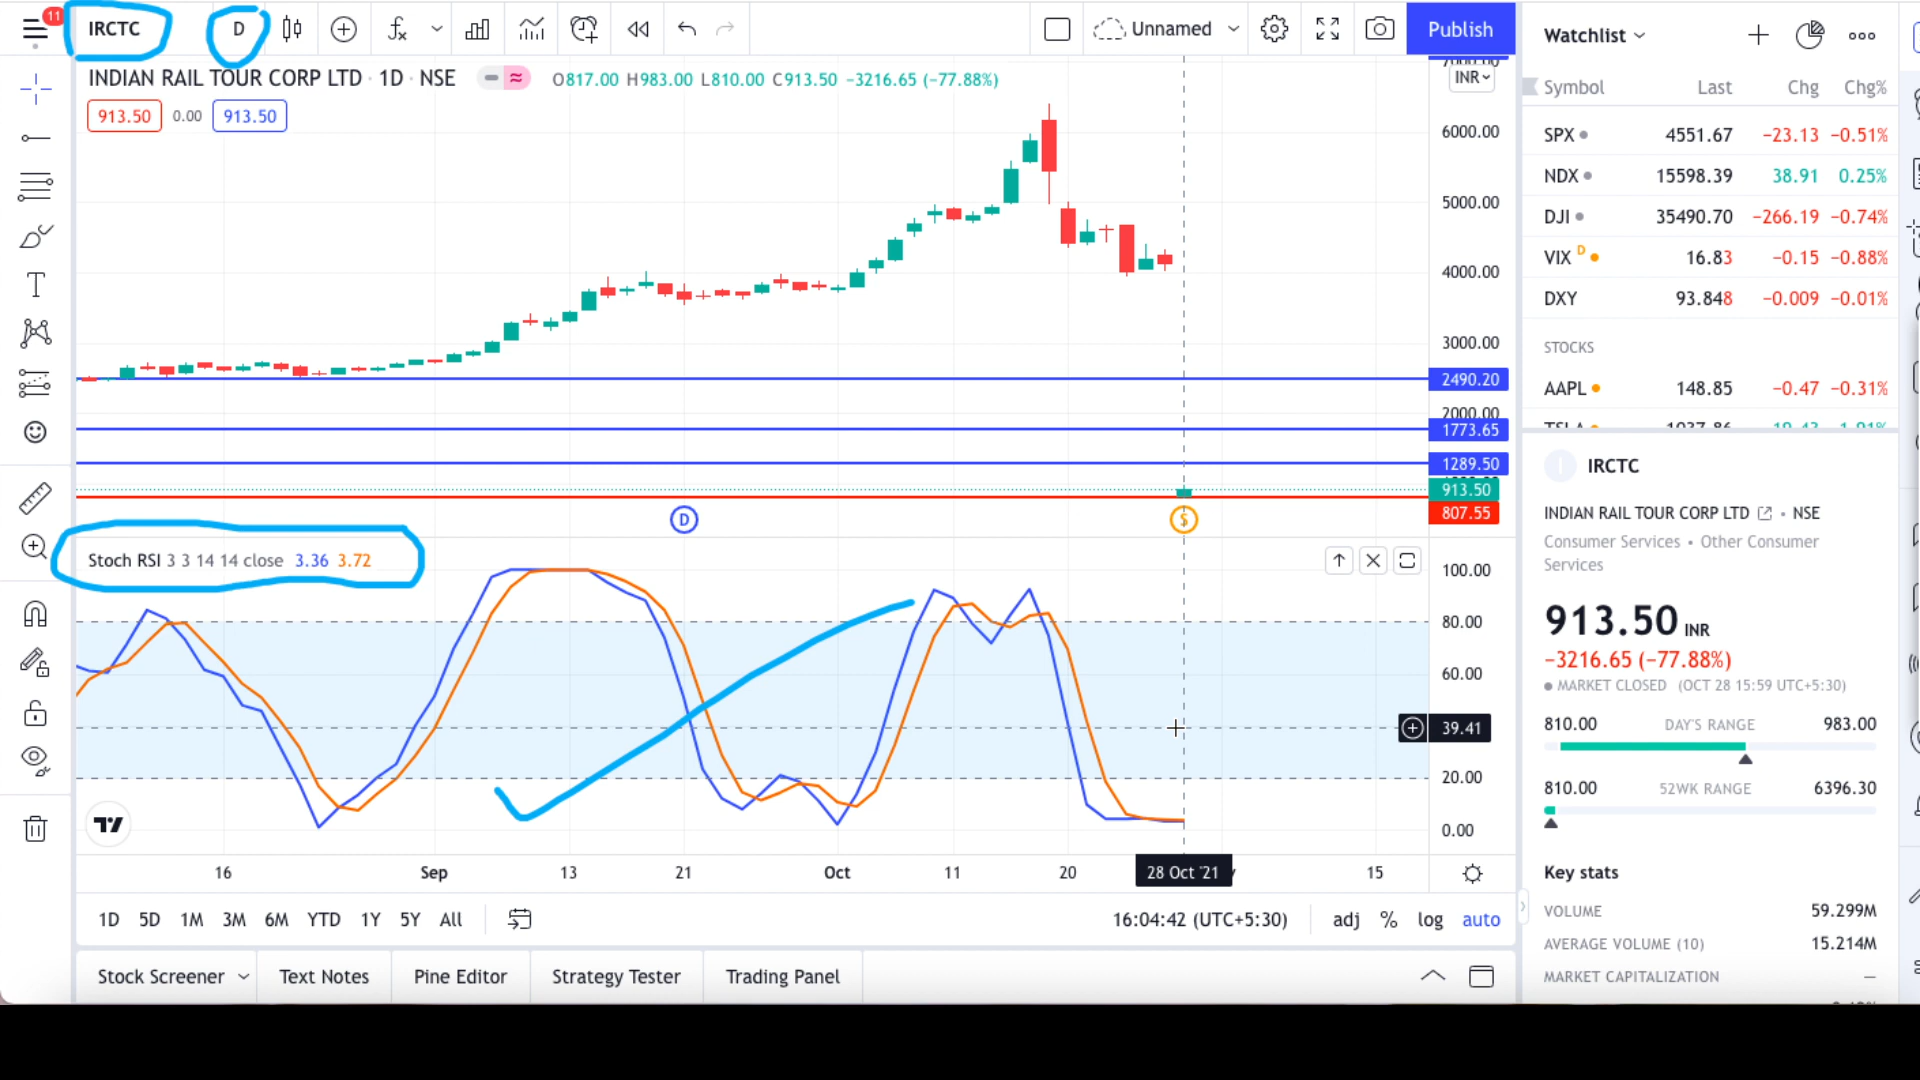 11
IRCTC
D
Unnamed
Publish
INDIAN RAIL TOUR CORP LTD · 1D · NSE
O817.00 H983.00 L810.00 C913.50 −3216.65 (−77.88%)
913.50 0.00 913.50
INR
6000.00
5000.00
4000.00
3000.00
2490.20
2000.00
1773.65
1289.50
913.50
807.55
D
S
Stoch RSI 3 3 14 14 close 3.36 3.72
100.00
80.00
60.00
39.41
20.00
0.00
16 Sep 13 21 Oct 11 20 28 Oct '21 15
1D 5D 1M 3M 6M YTD 1Y 5Y All
16:04:42 (UTC+5:30) adj % log auto
Stock Screener Text Notes Pine Editor Strategy Tester Trading Panel
Watchlist
Symbol Last Chg Chg%
SPX 4551.67 −23.13 −0.51%
NDX 15598.39 38.91 0.25%
DJI 35490.70 −266.19 −0.74%
VIX D 16.83 −0.15 −0.88%
DXY 93.848 −0.009 −0.01%
STOCKS
AAPL 148.85 −0.47 −0.31%
IRCTC
INDIAN RAIL TOUR CORP LTD • NSE
Consumer Services • Other Consumer
Services
913.50 INR
−3216.65 (−77.88%)
MARKET CLOSED (OCT 28 15:59 UTC+5:30)
810.00 DAY'S RANGE 983.00
810.00 52WK RANGE 6396.30
Key stats
VOLUME 59.299M
AVERAGE VOLUME (10) 15.214M
MARKET CAPITALIZATION —